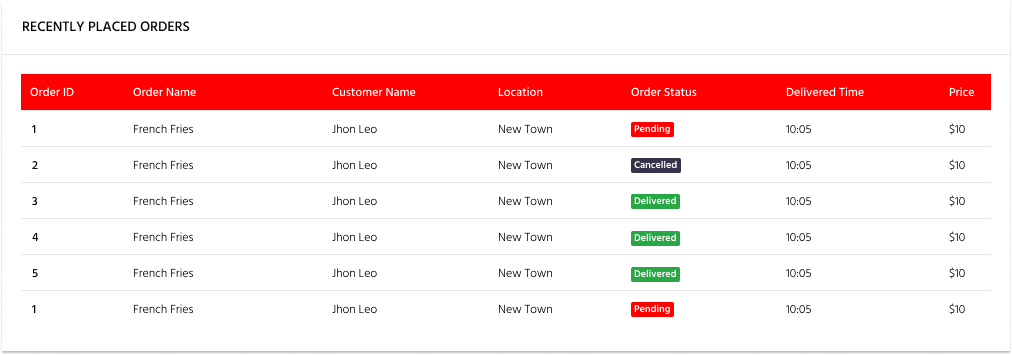 RECENTLY PLACED ORDERS
Order ID Order Name Customer Name Location Order Status Delivered Time Price
1 French Fries Jhon Leo New Town Pending 10:05 $10
2 French Fries Jhon Leo New Town Cancelled 10:05 $10
3 French Fries Jhon Leo New Town Delivered 10:05 $10
4 French Fries Jhon Leo New Town Delivered 10:05 $10
5 French Fries Jhon Leo New Town Delivered 10:05 $10
1 French Fries Jhon Leo New Town Pending 10:05 $10